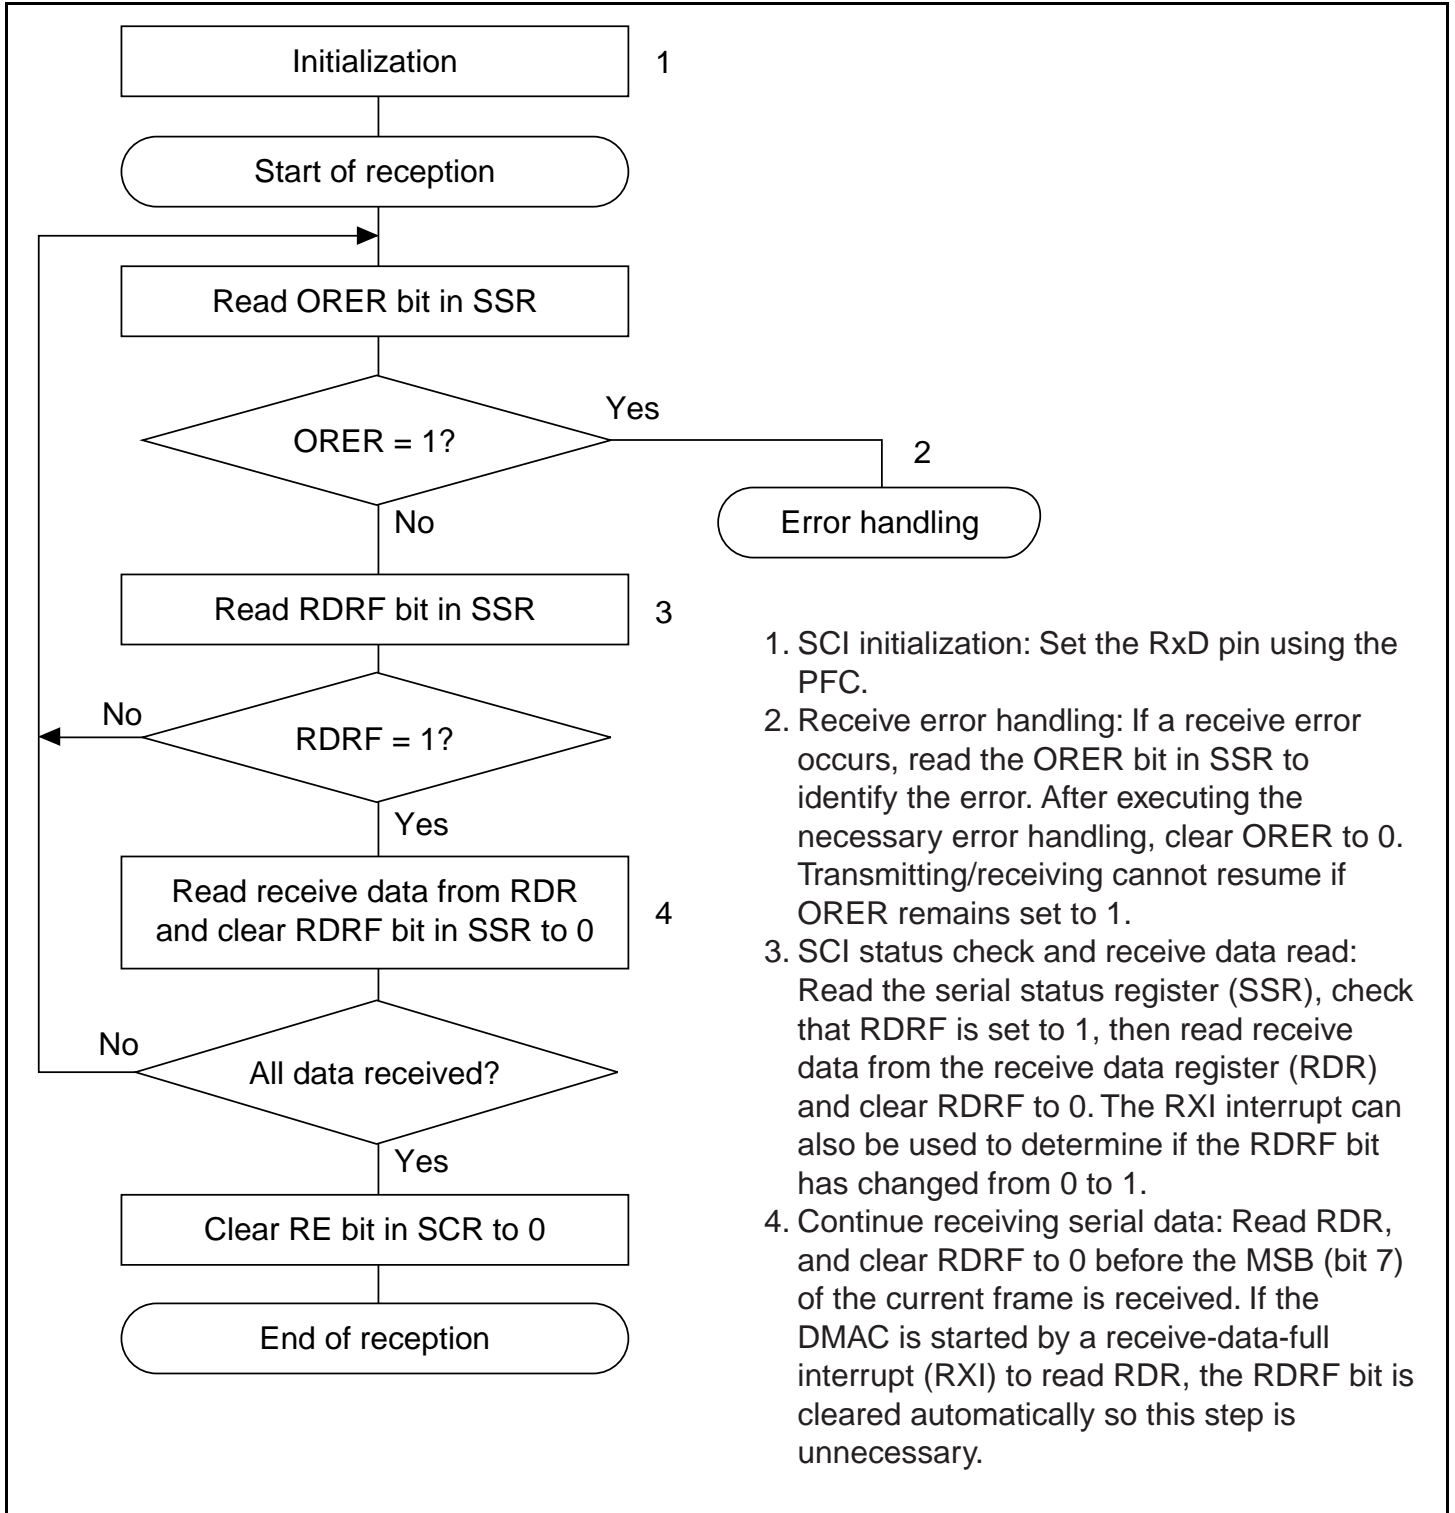 Initialization
1
Start of reception
Read ORER bit in SSR
ORER = 1?
Yes
2
Error handling
No
Read RDRF bit in SSR
3
RDRF = 1?
No
Yes
Read receive data from RDR
and clear RDRF bit in SSR to 0
4
All data received?
No
Yes
Clear RE bit in SCR to 0
End of reception
1. SCI initialization: Set the RxD pin using the
PFC.
2. Receive error handling: If a receive error
occurs, read the ORER bit in SSR to
identify the error. After executing the
necessary error handling, clear ORER to 0.
Transmitting/receiving cannot resume if
ORER remains set to 1.
3. SCI status check and receive data read:
Read the serial status register (SSR), check
that RDRF is set to 1, then read receive
data from the receive data register (RDR)
and clear RDRF to 0. The RXI interrupt can
also be used to determine if the RDRF bit
has changed from 0 to 1.
4. Continue receiving serial data: Read RDR,
and clear RDRF to 0 before the MSB (bit 7)
of the current frame is received. If the
DMAC is started by a receive-data-full
interrupt (RXI) to read RDR, the RDRF bit is
cleared automatically so this step is
unnecessary.